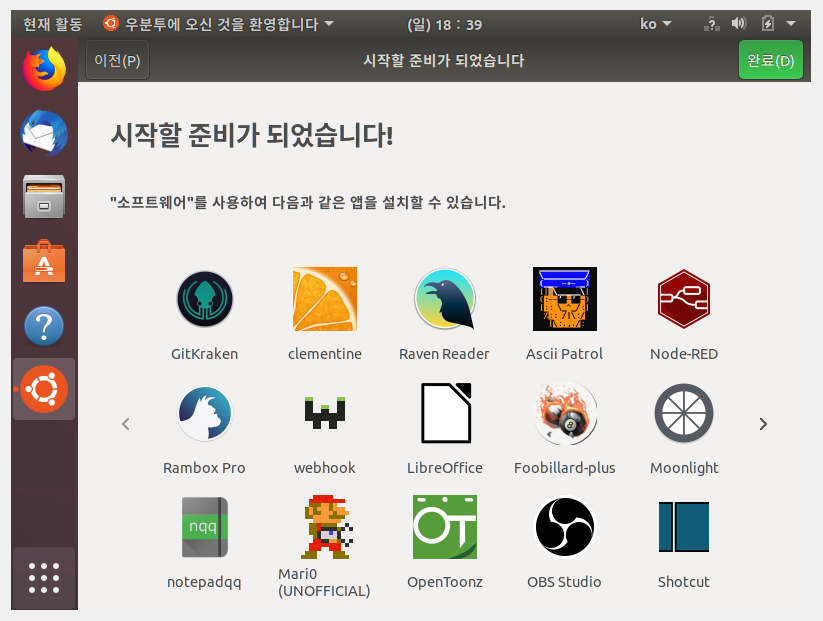 현재 활동 우분투에 오신 것을 환영합니다 (일) 18 : 39 ko
이전(P) 시작할 준비가 되었습니다 완료(D)
시작할 준비가 되었습니다!
"소프트웨어"를 사용하여 다음과 같은 앱을 설치할 수 있습니다.
GitKraken clementine Raven Reader Ascii Patrol Node-RED
Rambox Pro webhook LibreOffice Foobillard-plus Moonlight
nqq OT
notepadqq Mari0 OpenToonz OBS Studio Shotcut
(UNOFFICIAL)